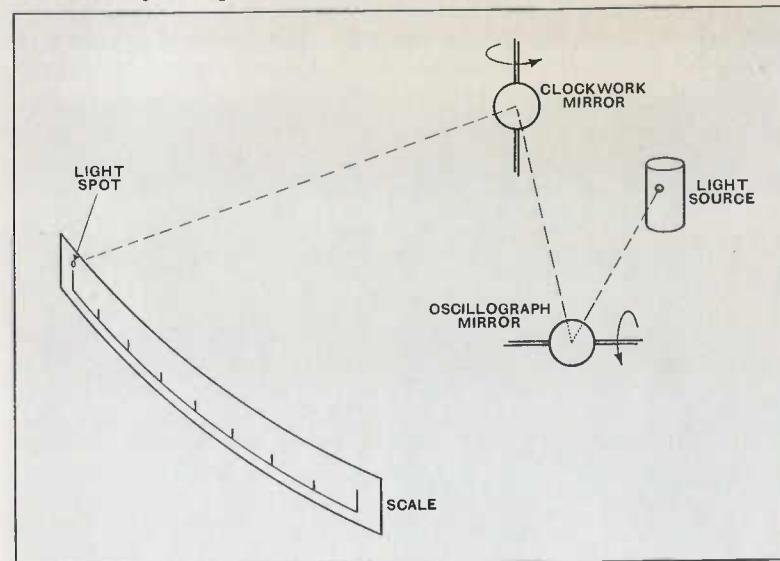 CLOCKWORK
MIRROR
LIGHT
SPOT
LIGHT
SOURCE
OSCILLOGRAPH
MIRROR
SCALE